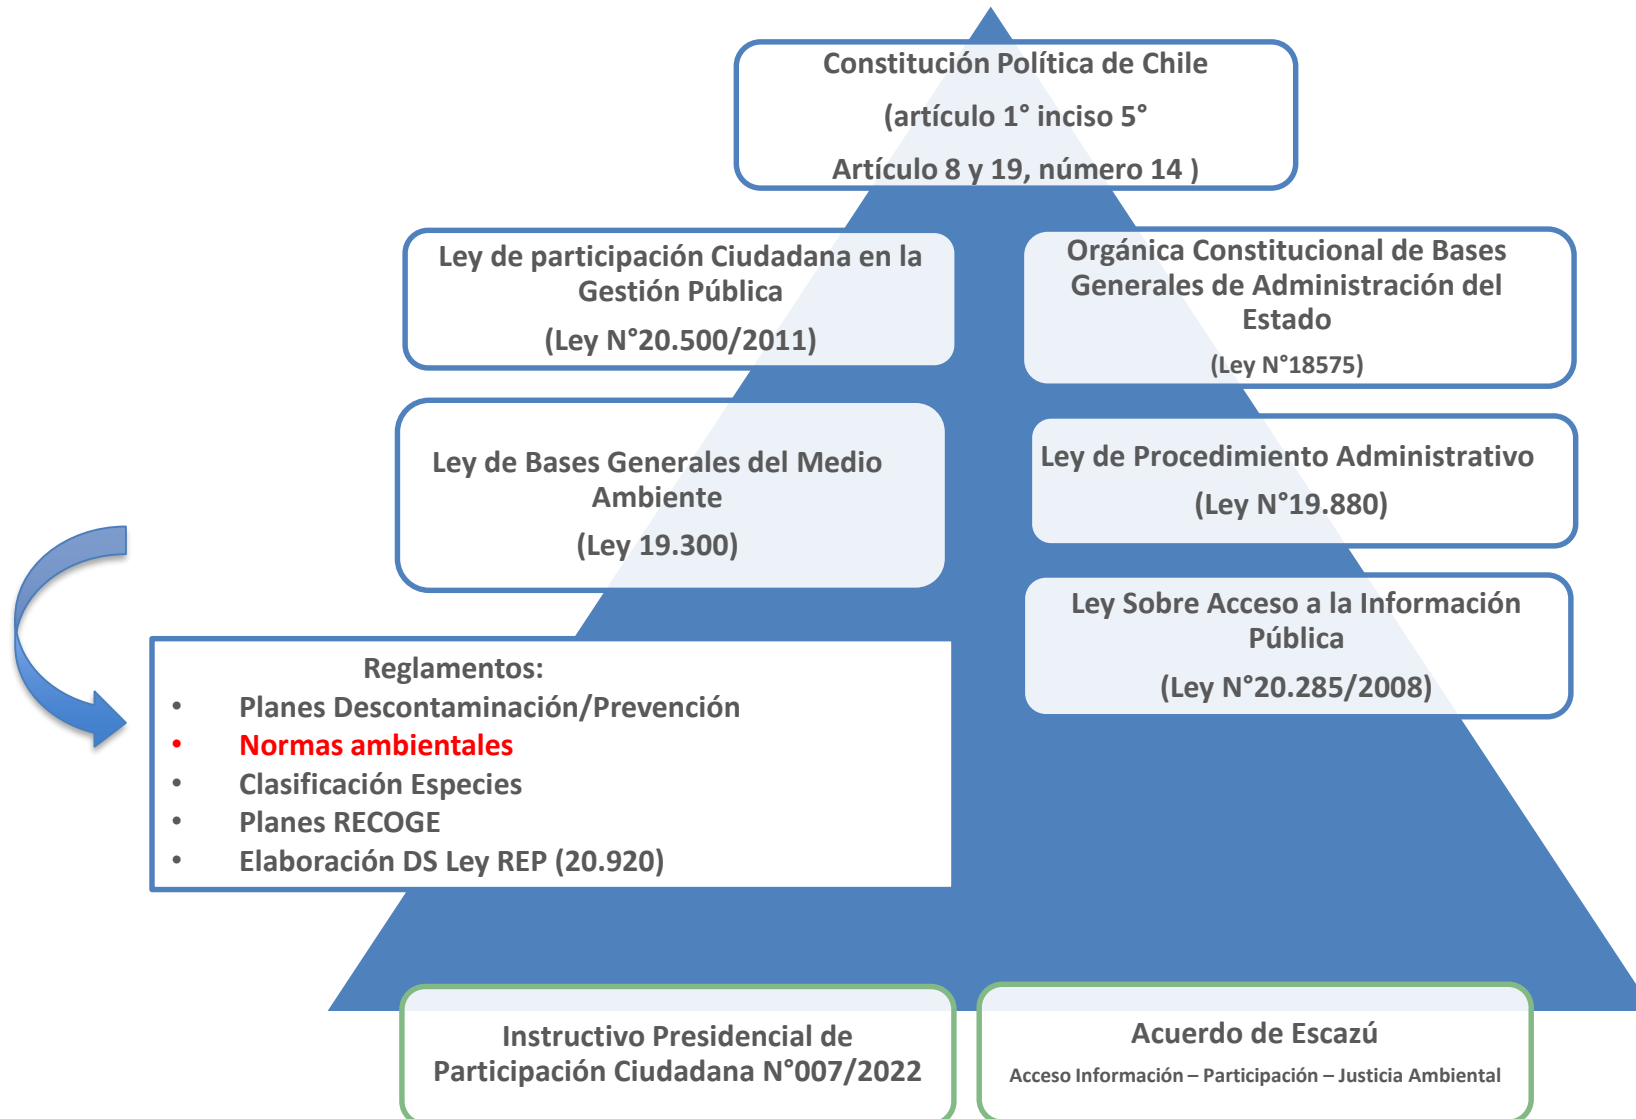 Constitución Política de Chile
(artículo 1° inciso 5°
Artículo 8 y 19, número 14 )
Ley de participación Ciudadana en la
Gestión Pública
(Ley N°20.500/2011)
Orgánica Constitucional de Bases
Generales de Administración del
Estado
(Ley N°18575)
Ley de Bases Generales del Medio
Ambiente
(Ley 19.300)
Ley de Procedimiento Administrativo
(Ley N°19.880)
Ley Sobre Acceso a la Información
Pública
(Ley N°20.285/2008)
Reglamentos:
• Planes Descontaminación/Prevención
• Normas ambientales
• Clasificación Especies
• Planes RECOGE
• Elaboración DS Ley REP (20.920)
Instructivo Presidencial de
Participación Ciudadana N°007/2022
Acuerdo de Escazú
Acceso Información – Participación – Justicia Ambiental